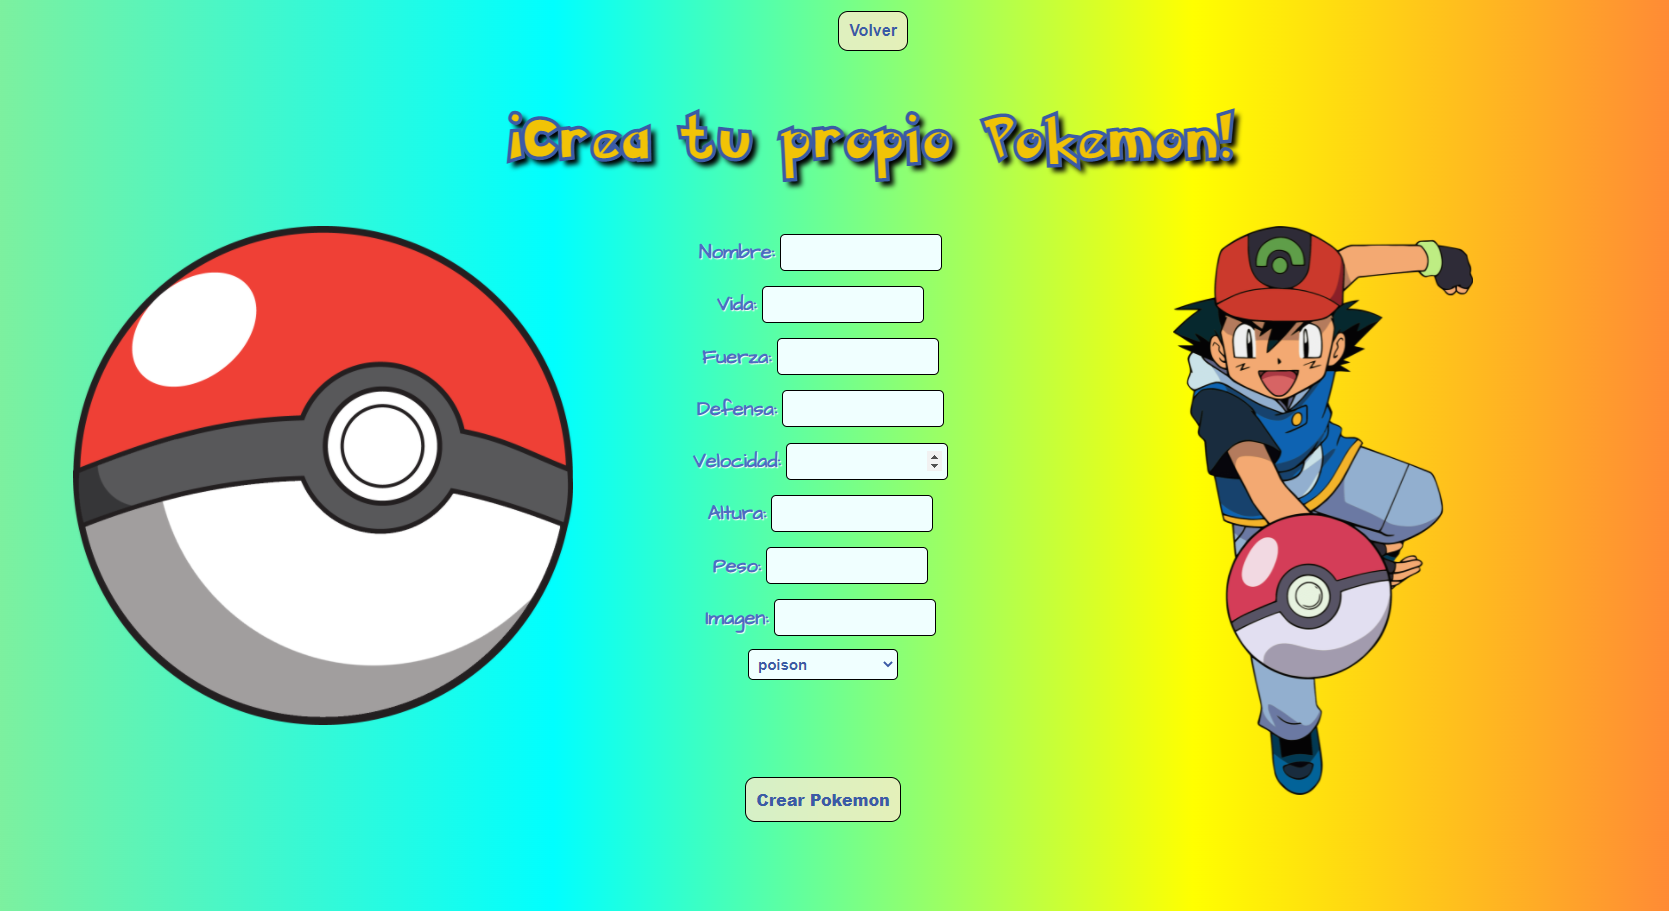 Volver
¡Crea tu propio Pokemon!
Nombre:
Vida:
Fuerza:
Defensa:
Velocidad:
Altura:
Peso:
Imagen:
poison
Crear Pokemon